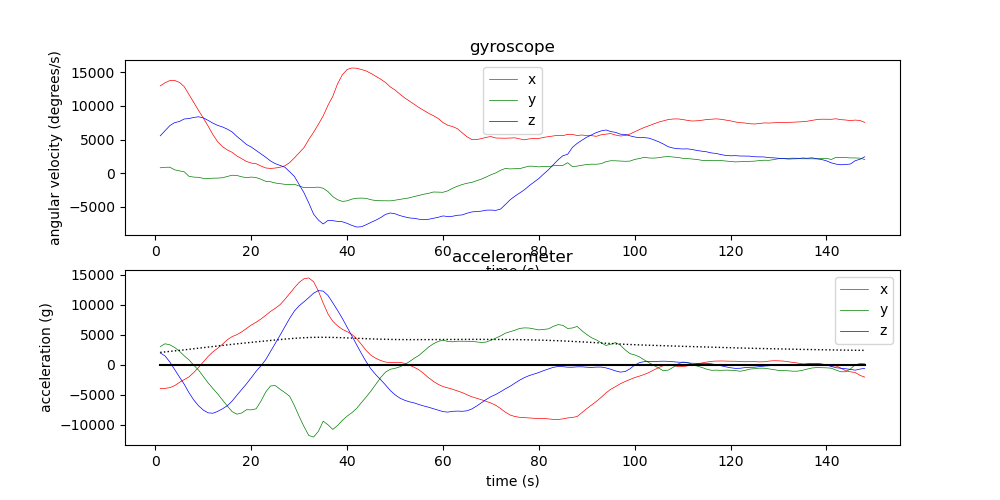 gyroscope
angular velocity (degrees/s)
15000
10000
5000
0
−5000
x
y
z
0 20 40 60 80 100 120 140
time (s)
accelerometer
acceleration (g)
15000
10000
5000
0
−5000
−10000
x
y
z
0 20 40 60 80 100 120 140
time (s)